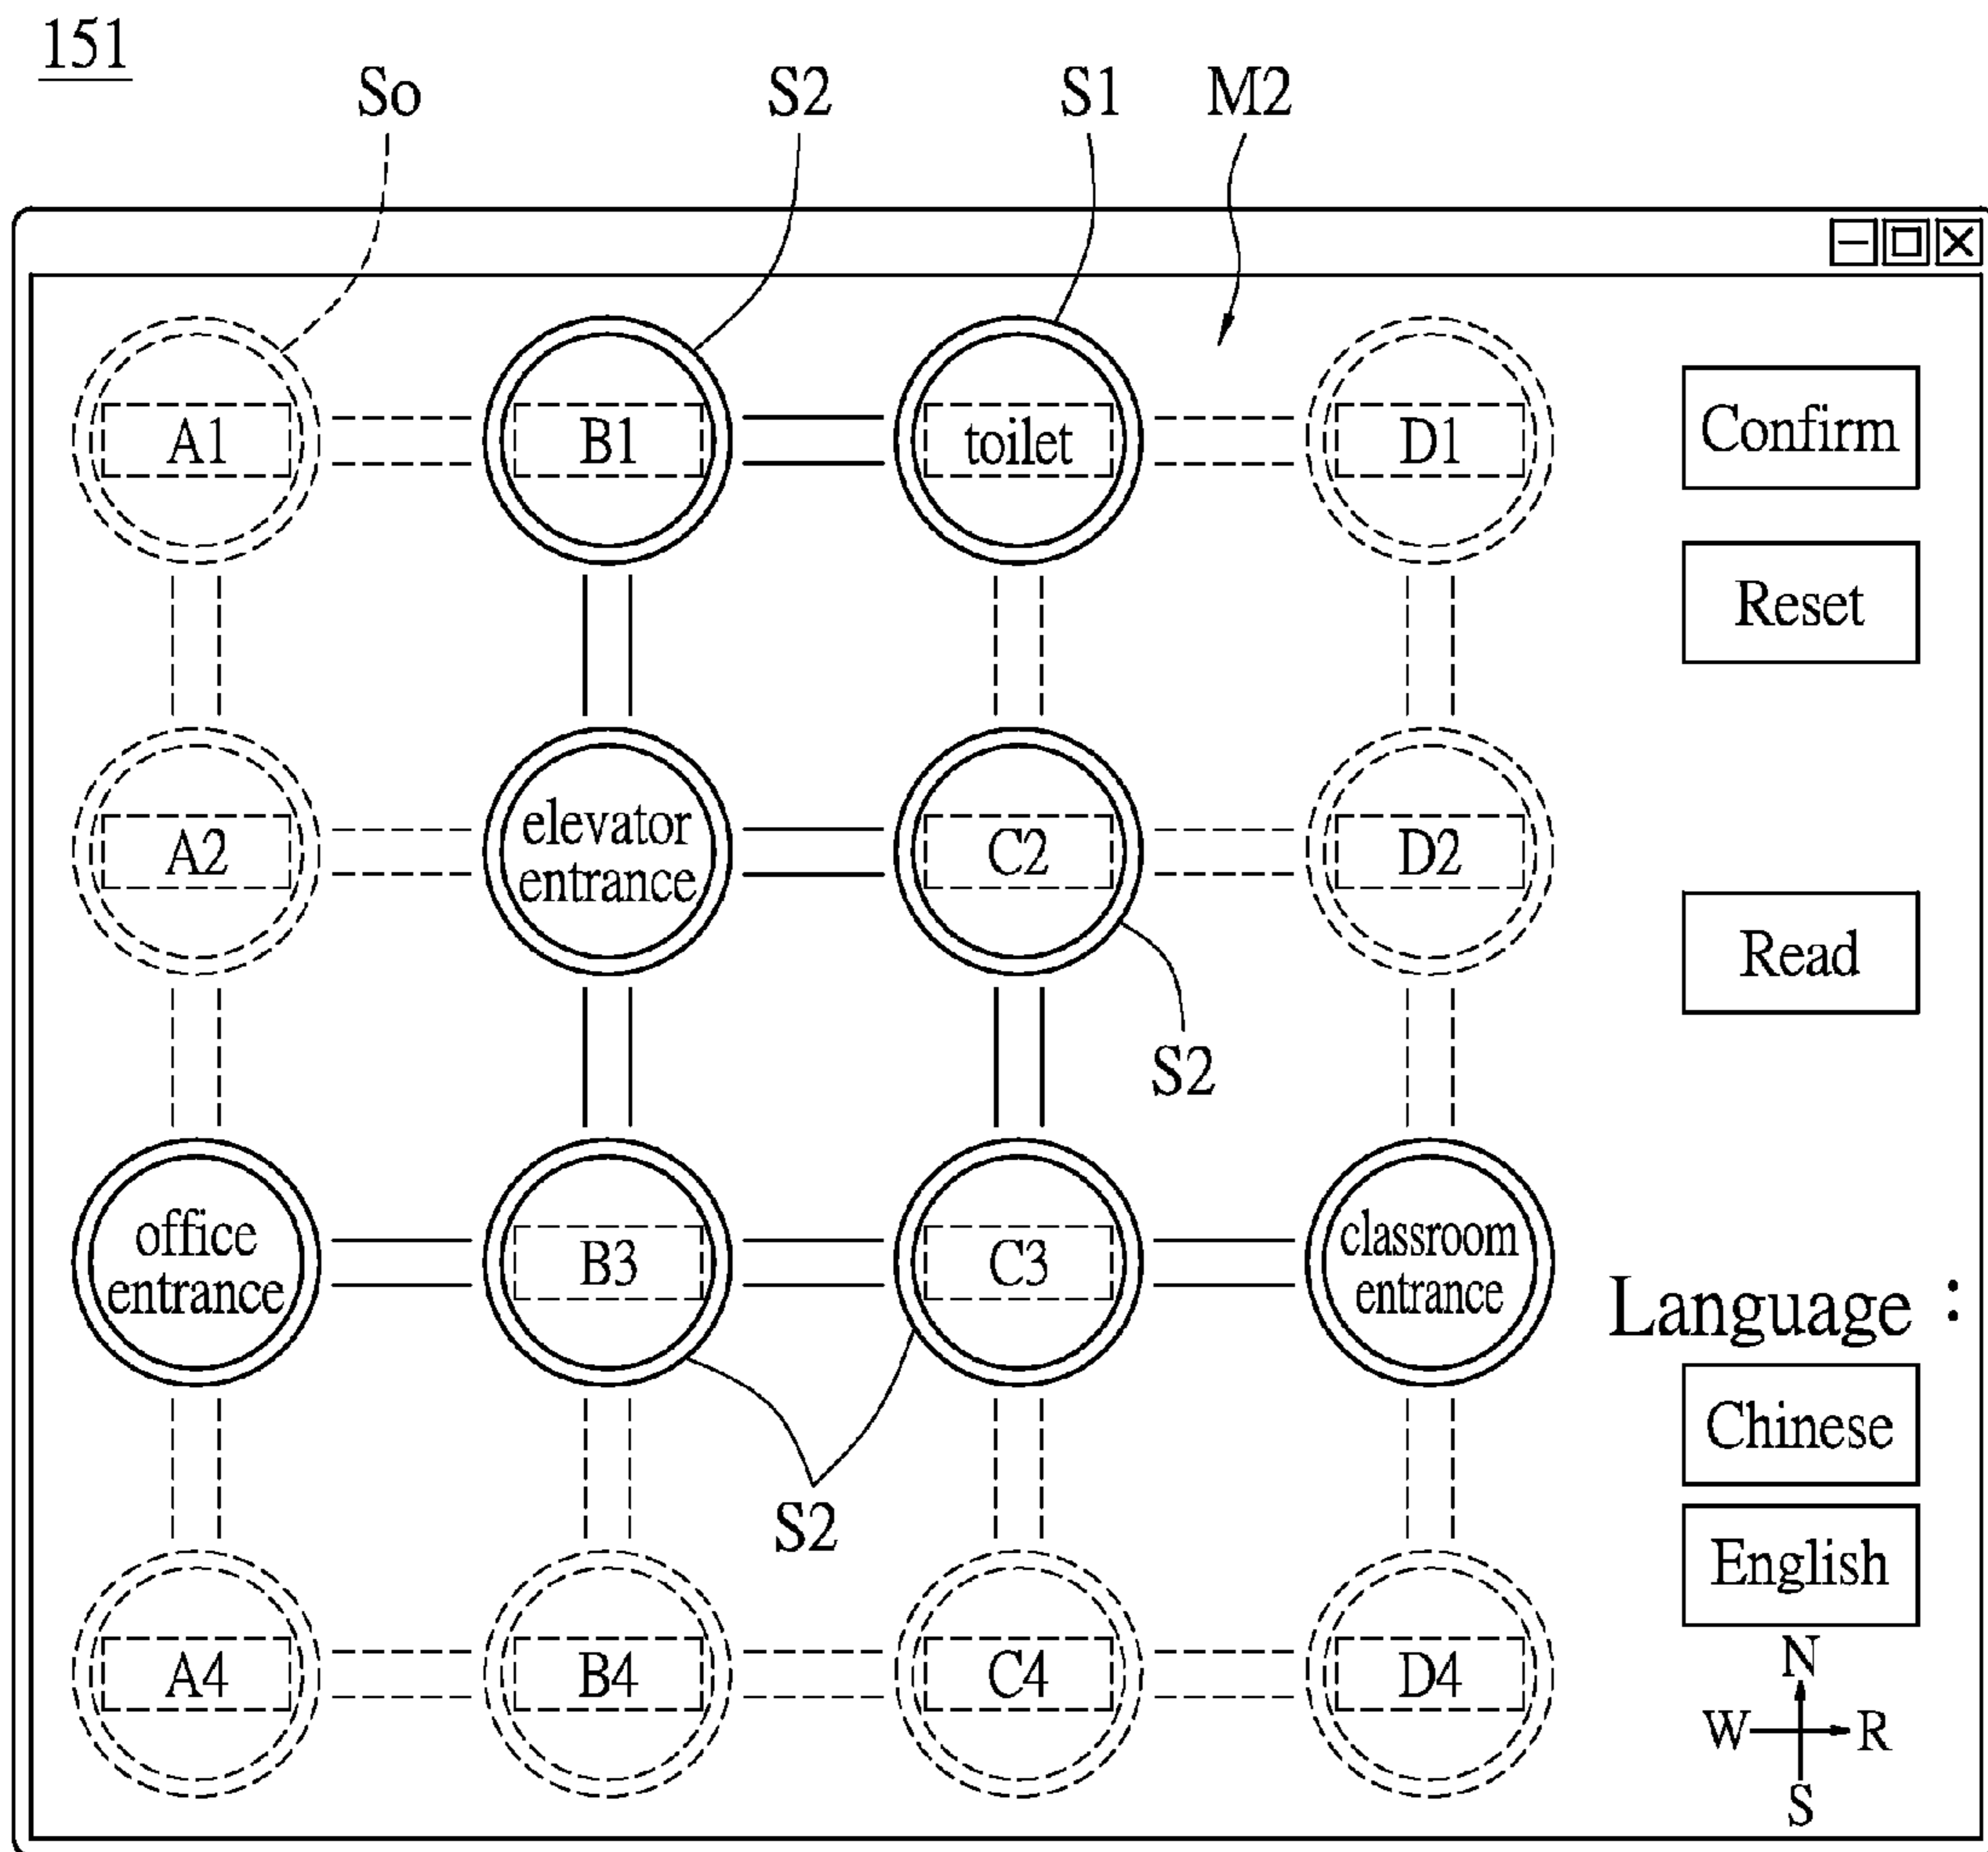 151
So
S2
S1
M2
A1
B1
toilet
D1
Confirm
Reset
A2
elevator
entrance
C2
D2
Read
S2
office
entrance
B3
C3
classroom
entrance
Language :
Chinese
S2
English
A4
B4
C4
D4
N
W
R
S